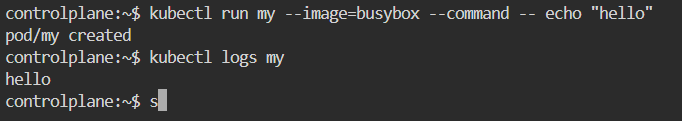 controlplane:~$ kubectl run my --image=busybox --command -- echo "hello"
pod/my created
controlplane:~$ kubectl logs my
hello
controlplane:~$ s